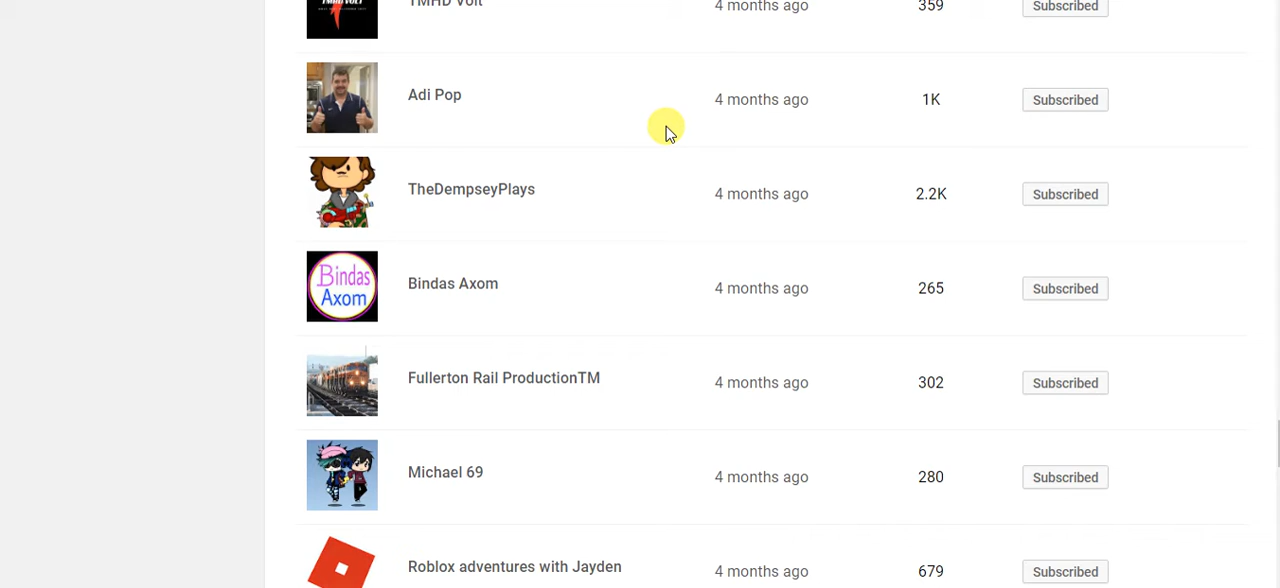 TMHD Volt 4 months ago 359 Subscribed
Adi Pop 4 months ago 1K Subscribed
TheDempseyPlays 4 months ago 2.2K Subscribed
Bindas Axom
Bindas Axom 4 months ago 265 Subscribed
Fullerton Rail ProductionTM 4 months ago 302 Subscribed
Michael 69 4 months ago 280 Subscribed
Roblox adventures with Jayden 4 months ago 679 Subscribed